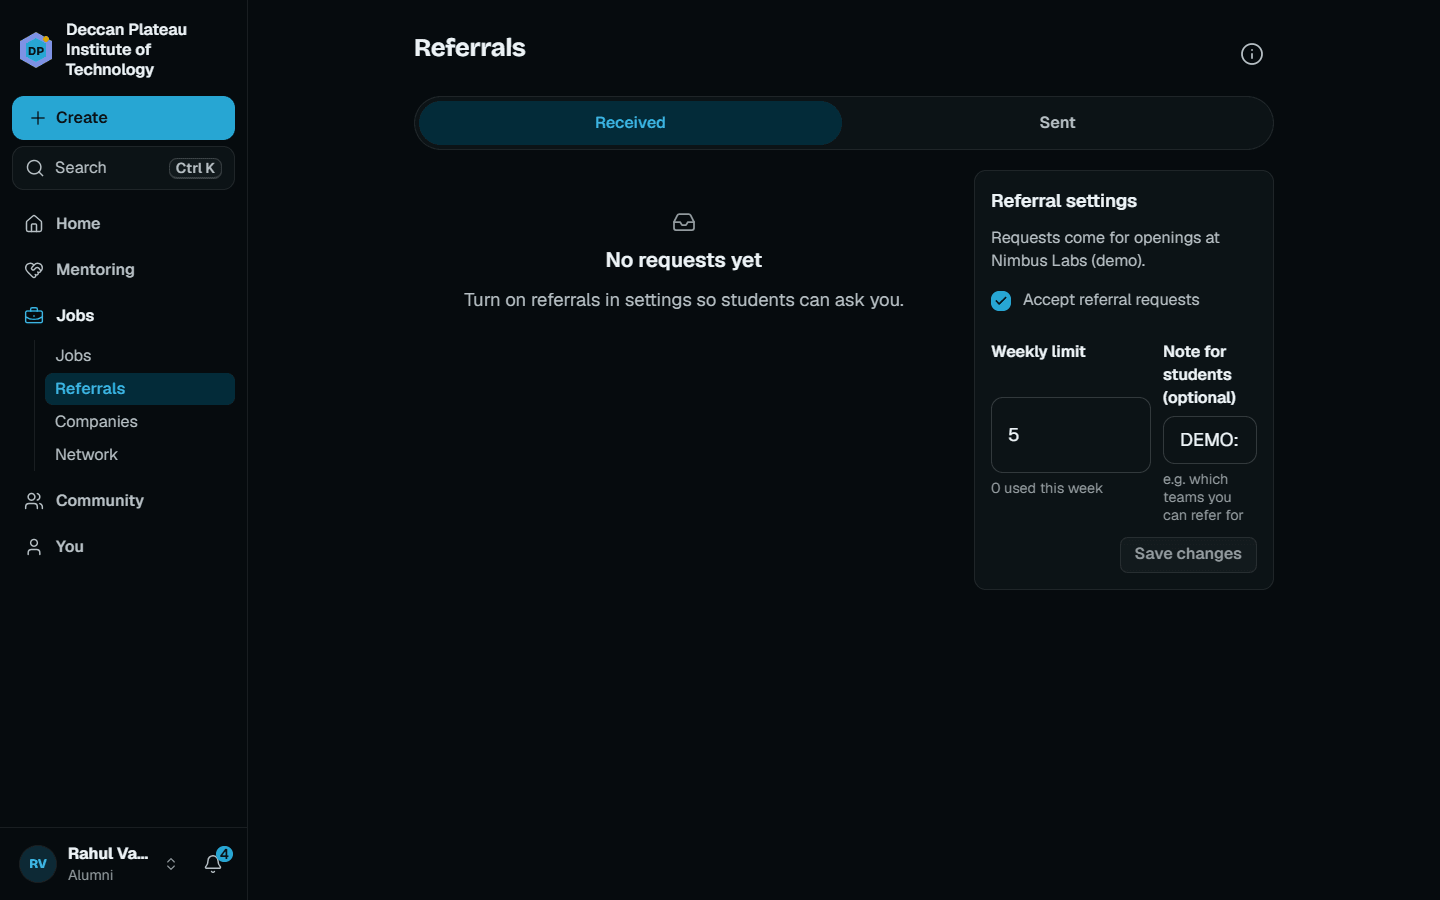 DP
Deccan Plateau
Institute of
Technology
Create
Search
Ctrl K
Home
Mentoring
Jobs
Jobs
Referrals
Companies
Network
Community
You
RV
Rahul Va...
Alumni
4
Referrals
Received
Sent
No requests yet
Turn on referrals in settings so students can ask you.
Referral settings
Requests come for openings at
Nimbus Labs (demo).
Accept referral requests
Weekly limit
5
0 used this week
Note for
students
(optional)
DEMO:
e.g. which
teams you
can refer for
Save changes